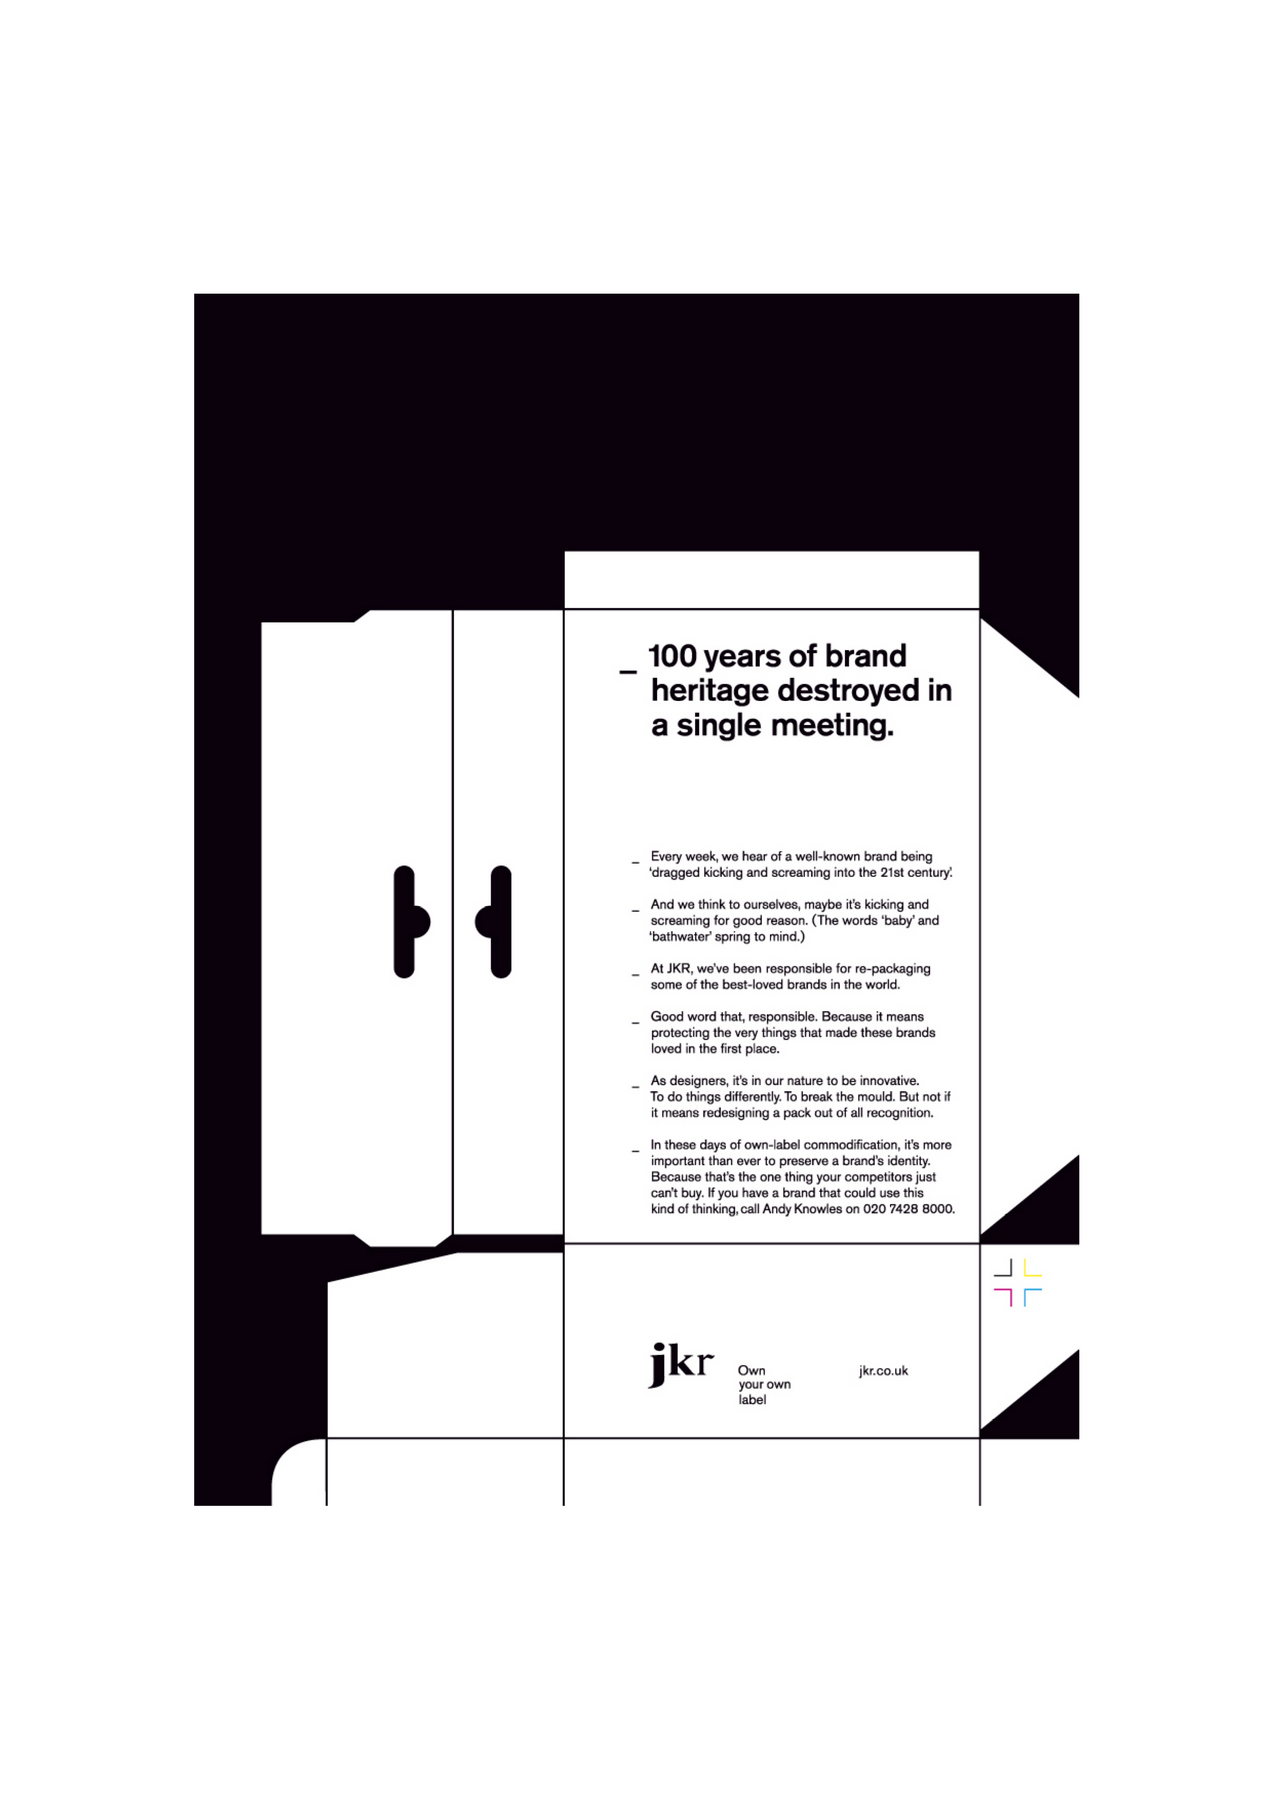 _ 100 years of brand
heritage destroyed in
a single meeting.
_ Every week, we hear of a well-known brand being
‘dragged kicking and screaming into the 21st century’.
_ And we think to ourselves, maybe it’s kicking and
screaming for good reason. (The words ‘baby’ and
‘bathwater’ spring to mind.)
_ At JKR, we’ve been responsible for re-packaging
some of the best-loved brands in the world.
_ Good word that, responsible. Because it means
protecting the very things that made these brands
loved in the first place.
_ As designers, it’s in our nature to be innovative.
To do things differently. To break the mould. But not if
it means redesigning a pack out of all recognition.
_ In these days of own-label commodification, it’s more
important than ever to preserve a brand’s identity.
Because that’s the one thing your competitors just
can’t buy. If you have a brand that could use this
kind of thinking, call Andy Knowles on 020 7428 8000.
jkr
Own
your own
label
jkr.co.uk